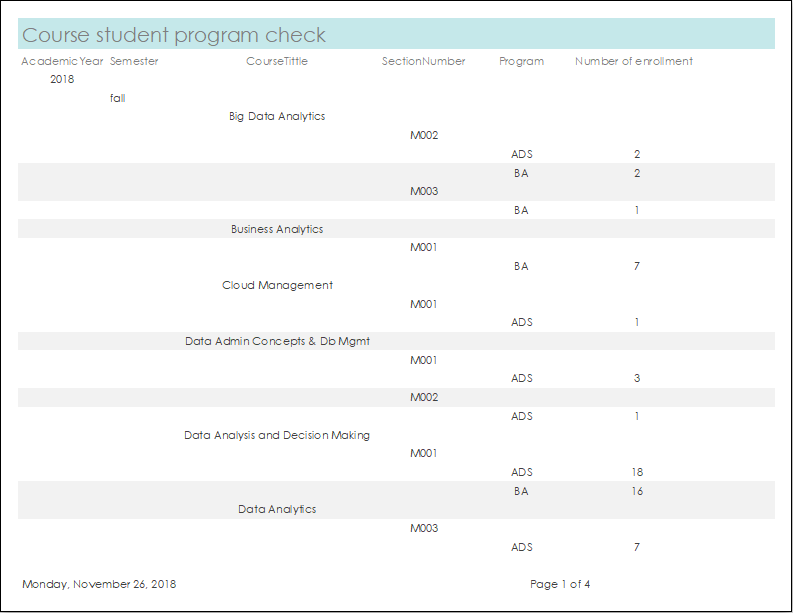 Course student program check
AcademicYear Semester CourseTittle SectionNumber Program Number of enrollment
2018
fall
Big Data Analytics
M002
ADS 2
BA 2
M003
BA 1
Business Analytics
M001
BA 7
Cloud Management
M001
ADS 1
Data Admin Concepts & Db Mgmt
M001
ADS 3
M002
ADS 1
Data Analysis and Decision Making
M001
ADS 18
BA 16
Data Analytics
M003
ADS 7
Monday, November 26, 2018 Page 1 of 4